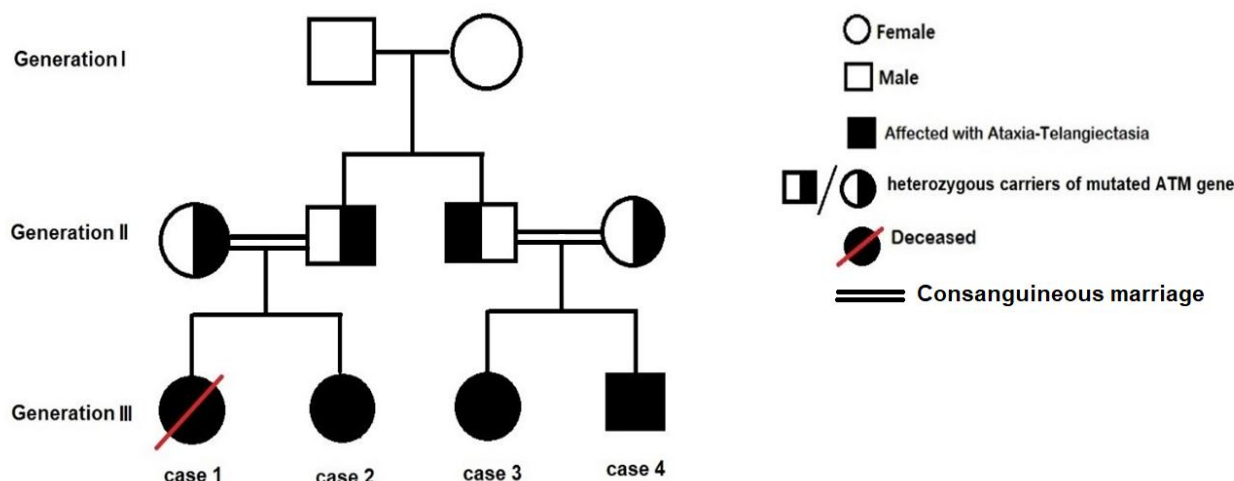 Generation I
Female
Male
Affected with Ataxia-Telangiectasia
heterozygous carriers of mutated ATM gene
Generation II
Deceased
Consanguineous marriage
Generation III
case 1
case 2
case 3
case 4